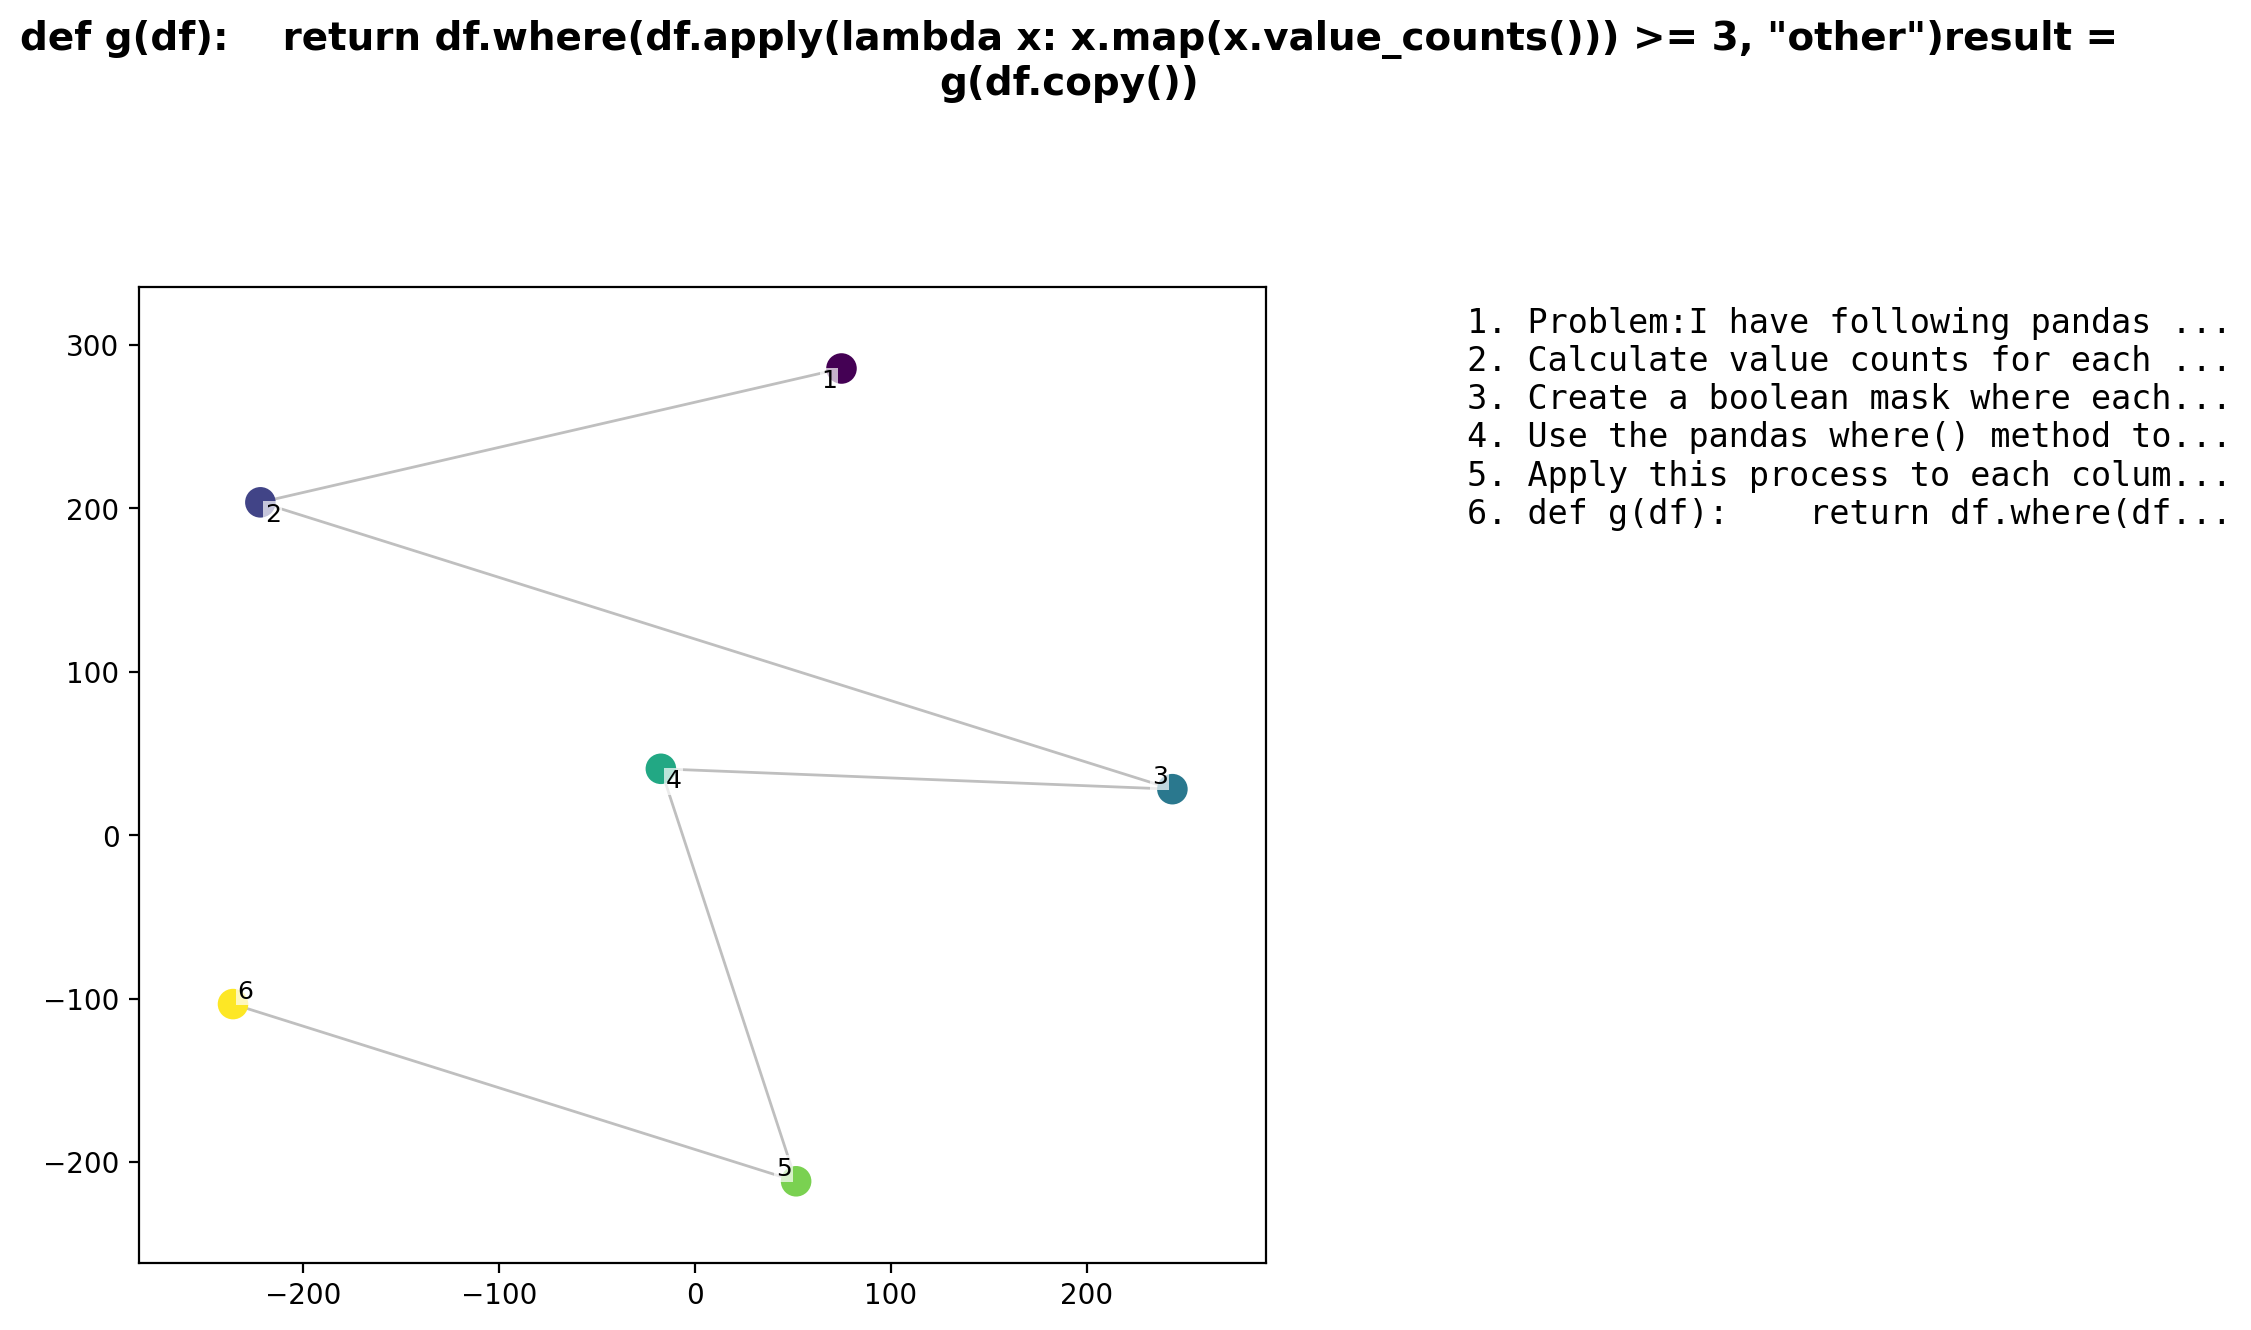 def g(df):    return df.where(df.apply(lambda x: x.map(x.value_counts())) >= 3, "other")result =
g(df.copy())
300
200
100
0
−100
−200
−200
−100
0
100
200
1
2
3
4
5
6
1. Problem:I have following pandas ...
2. Calculate value counts for each ...
3. Create a boolean mask where each...
4. Use the pandas where() method to...
5. Apply this process to each colum...
6. def g(df):    return df.where(df...